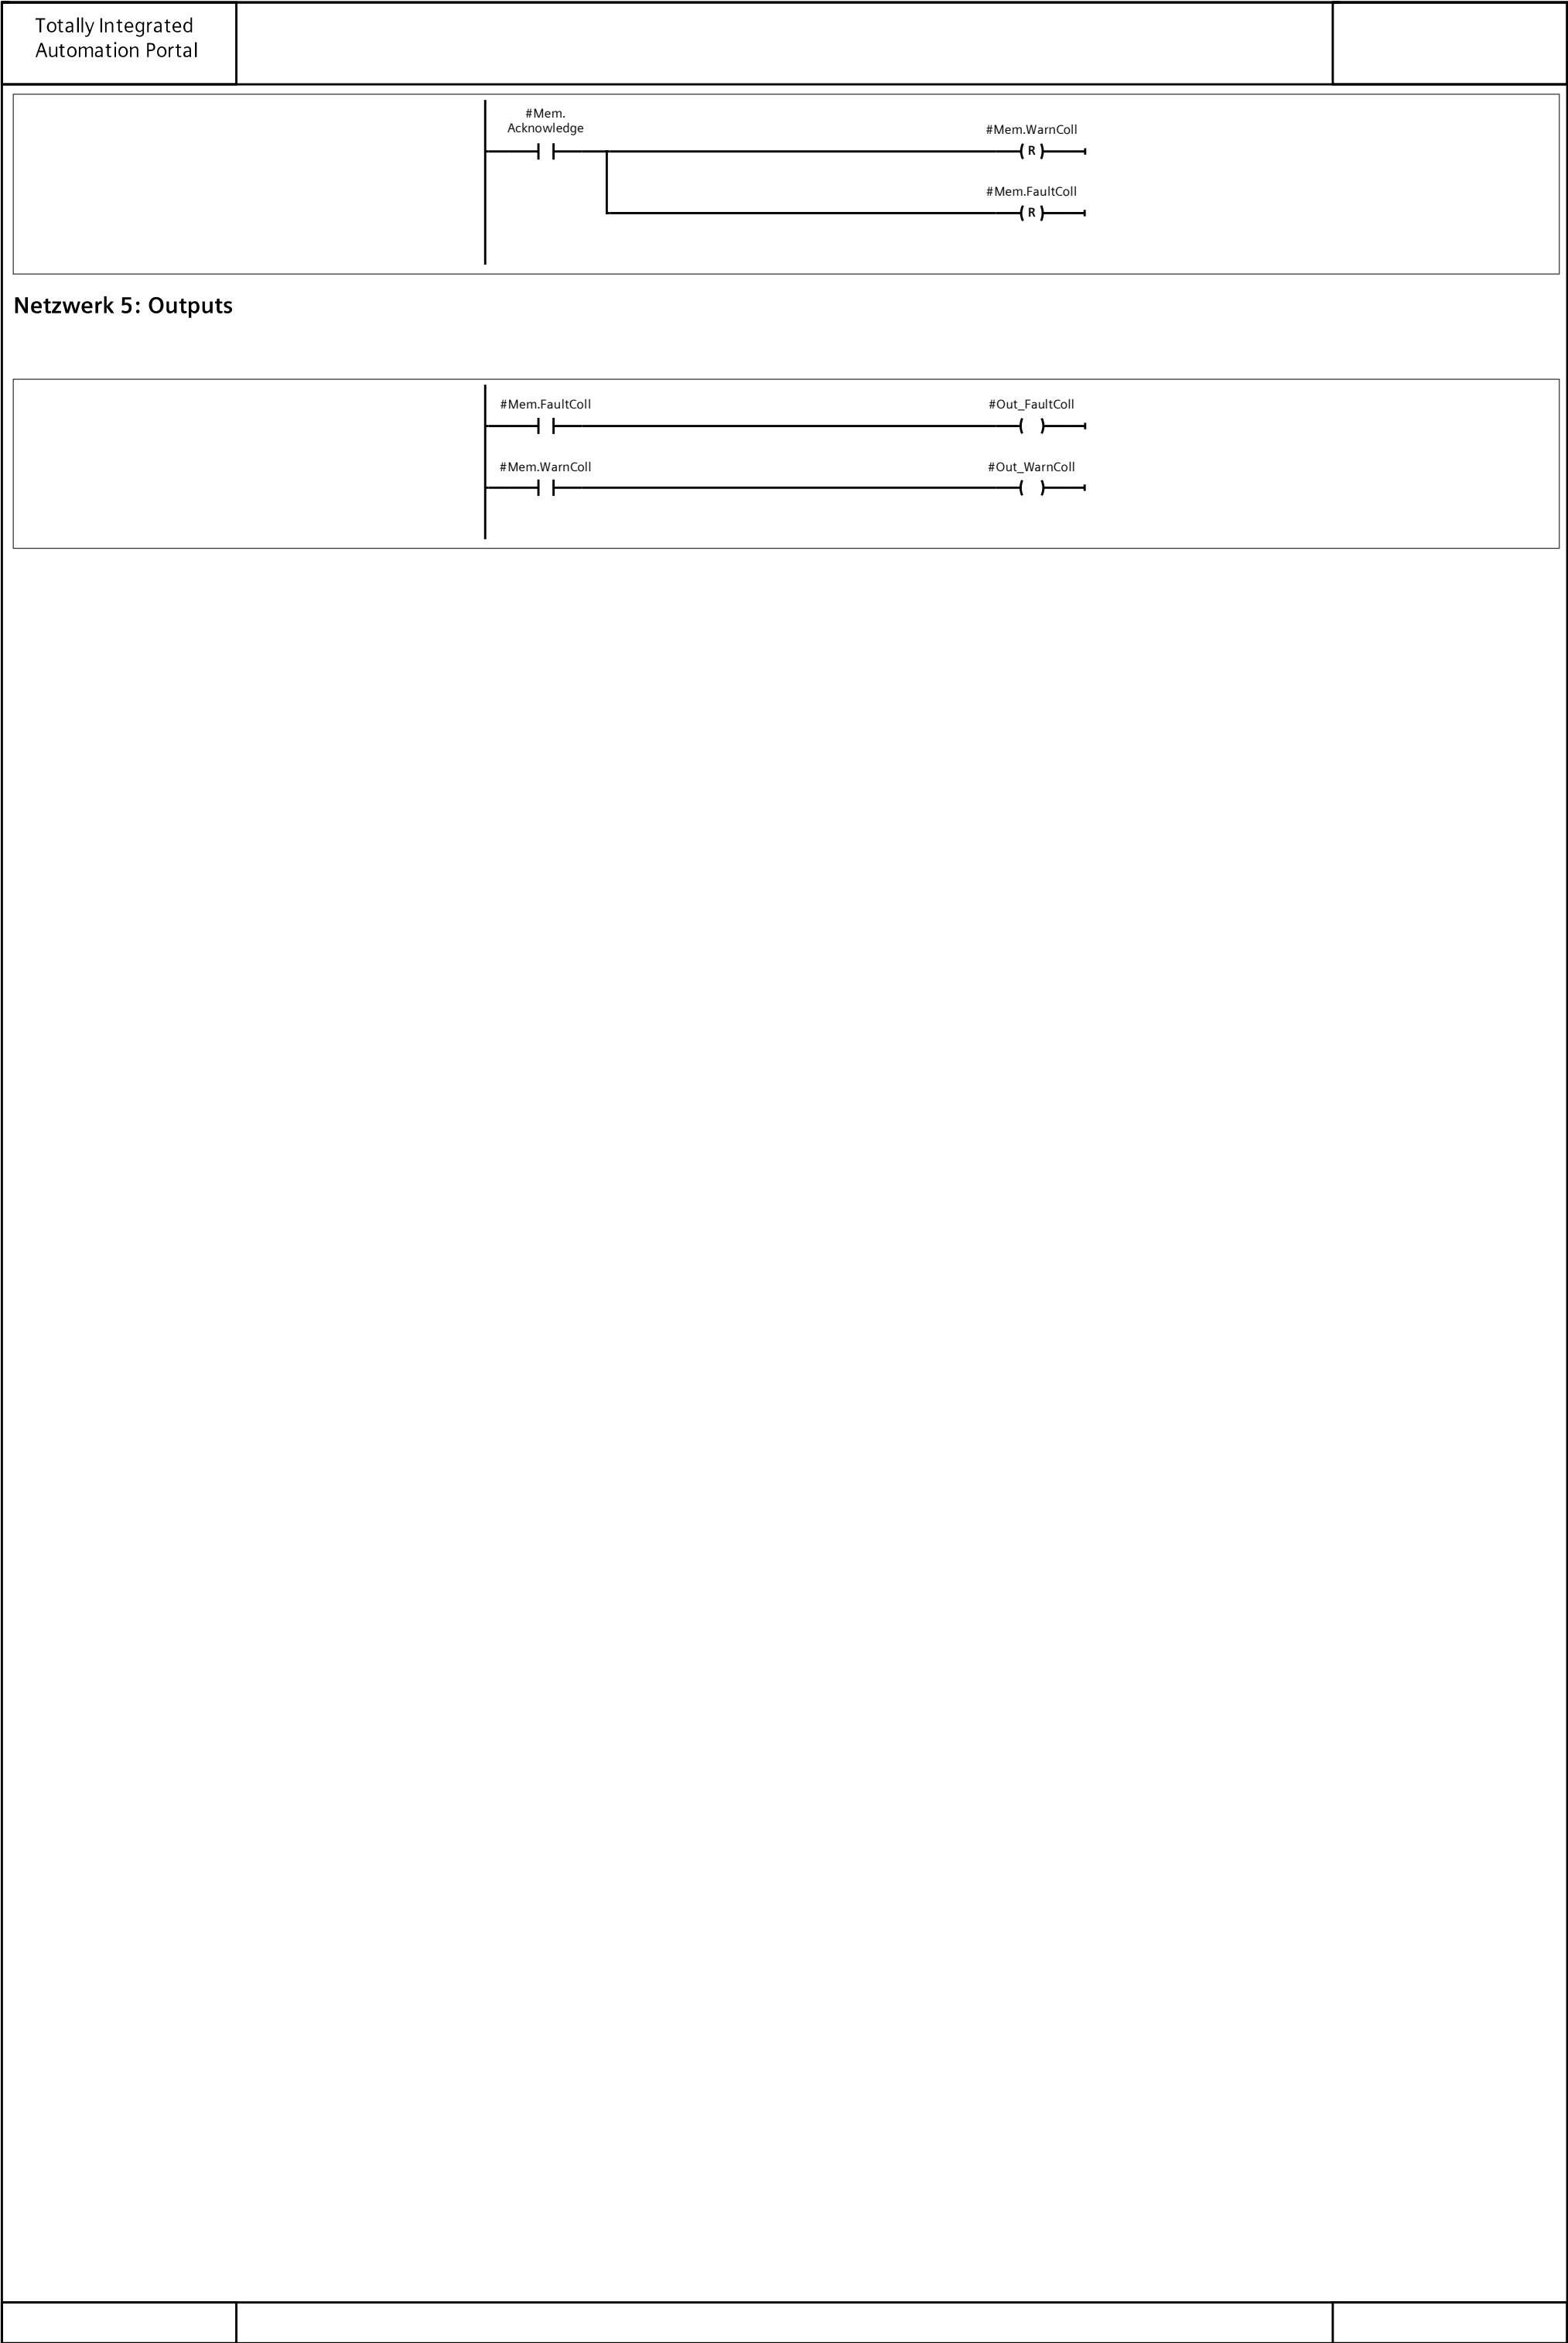 Totally Integrated
Automation Portal
#Mem.
Acknowledge
#Mem.WarnColl
R
#Mem.FaultColl
R
Netzwerk 5: Outputs
#Mem.FaultColl
#Out_FaultColl
#Mem.WarnColl
#Out_WarnColl